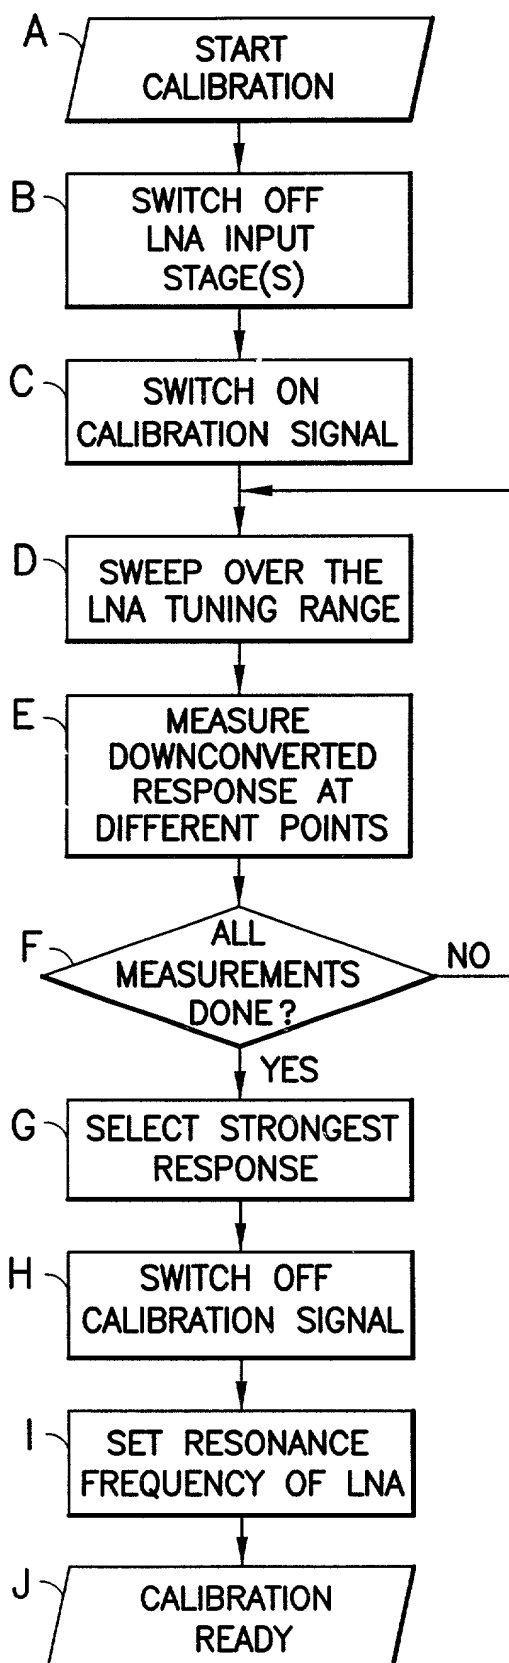 A
START
CALIBRATION
B
SWITCH OFF
LNA INPUT
STAGE(S)
C
SWITCH ON
CALIBRATION SIGNAL
D
SWEEP OVER THE
LNA TUNING RANGE
E
MEASURE
DOWNCONVERTED
RESPONSE AT
DIFFERENT POINTS
F
ALL
MEASUREMENTS
DONE?
NO
YES
G
SELECT STRONGEST
RESPONSE
H
SWITCH OFF
CALIBRATION SIGNAL
I
SET RESONANCE
FREQUENCY OF LNA
J
CALIBRATION
READY